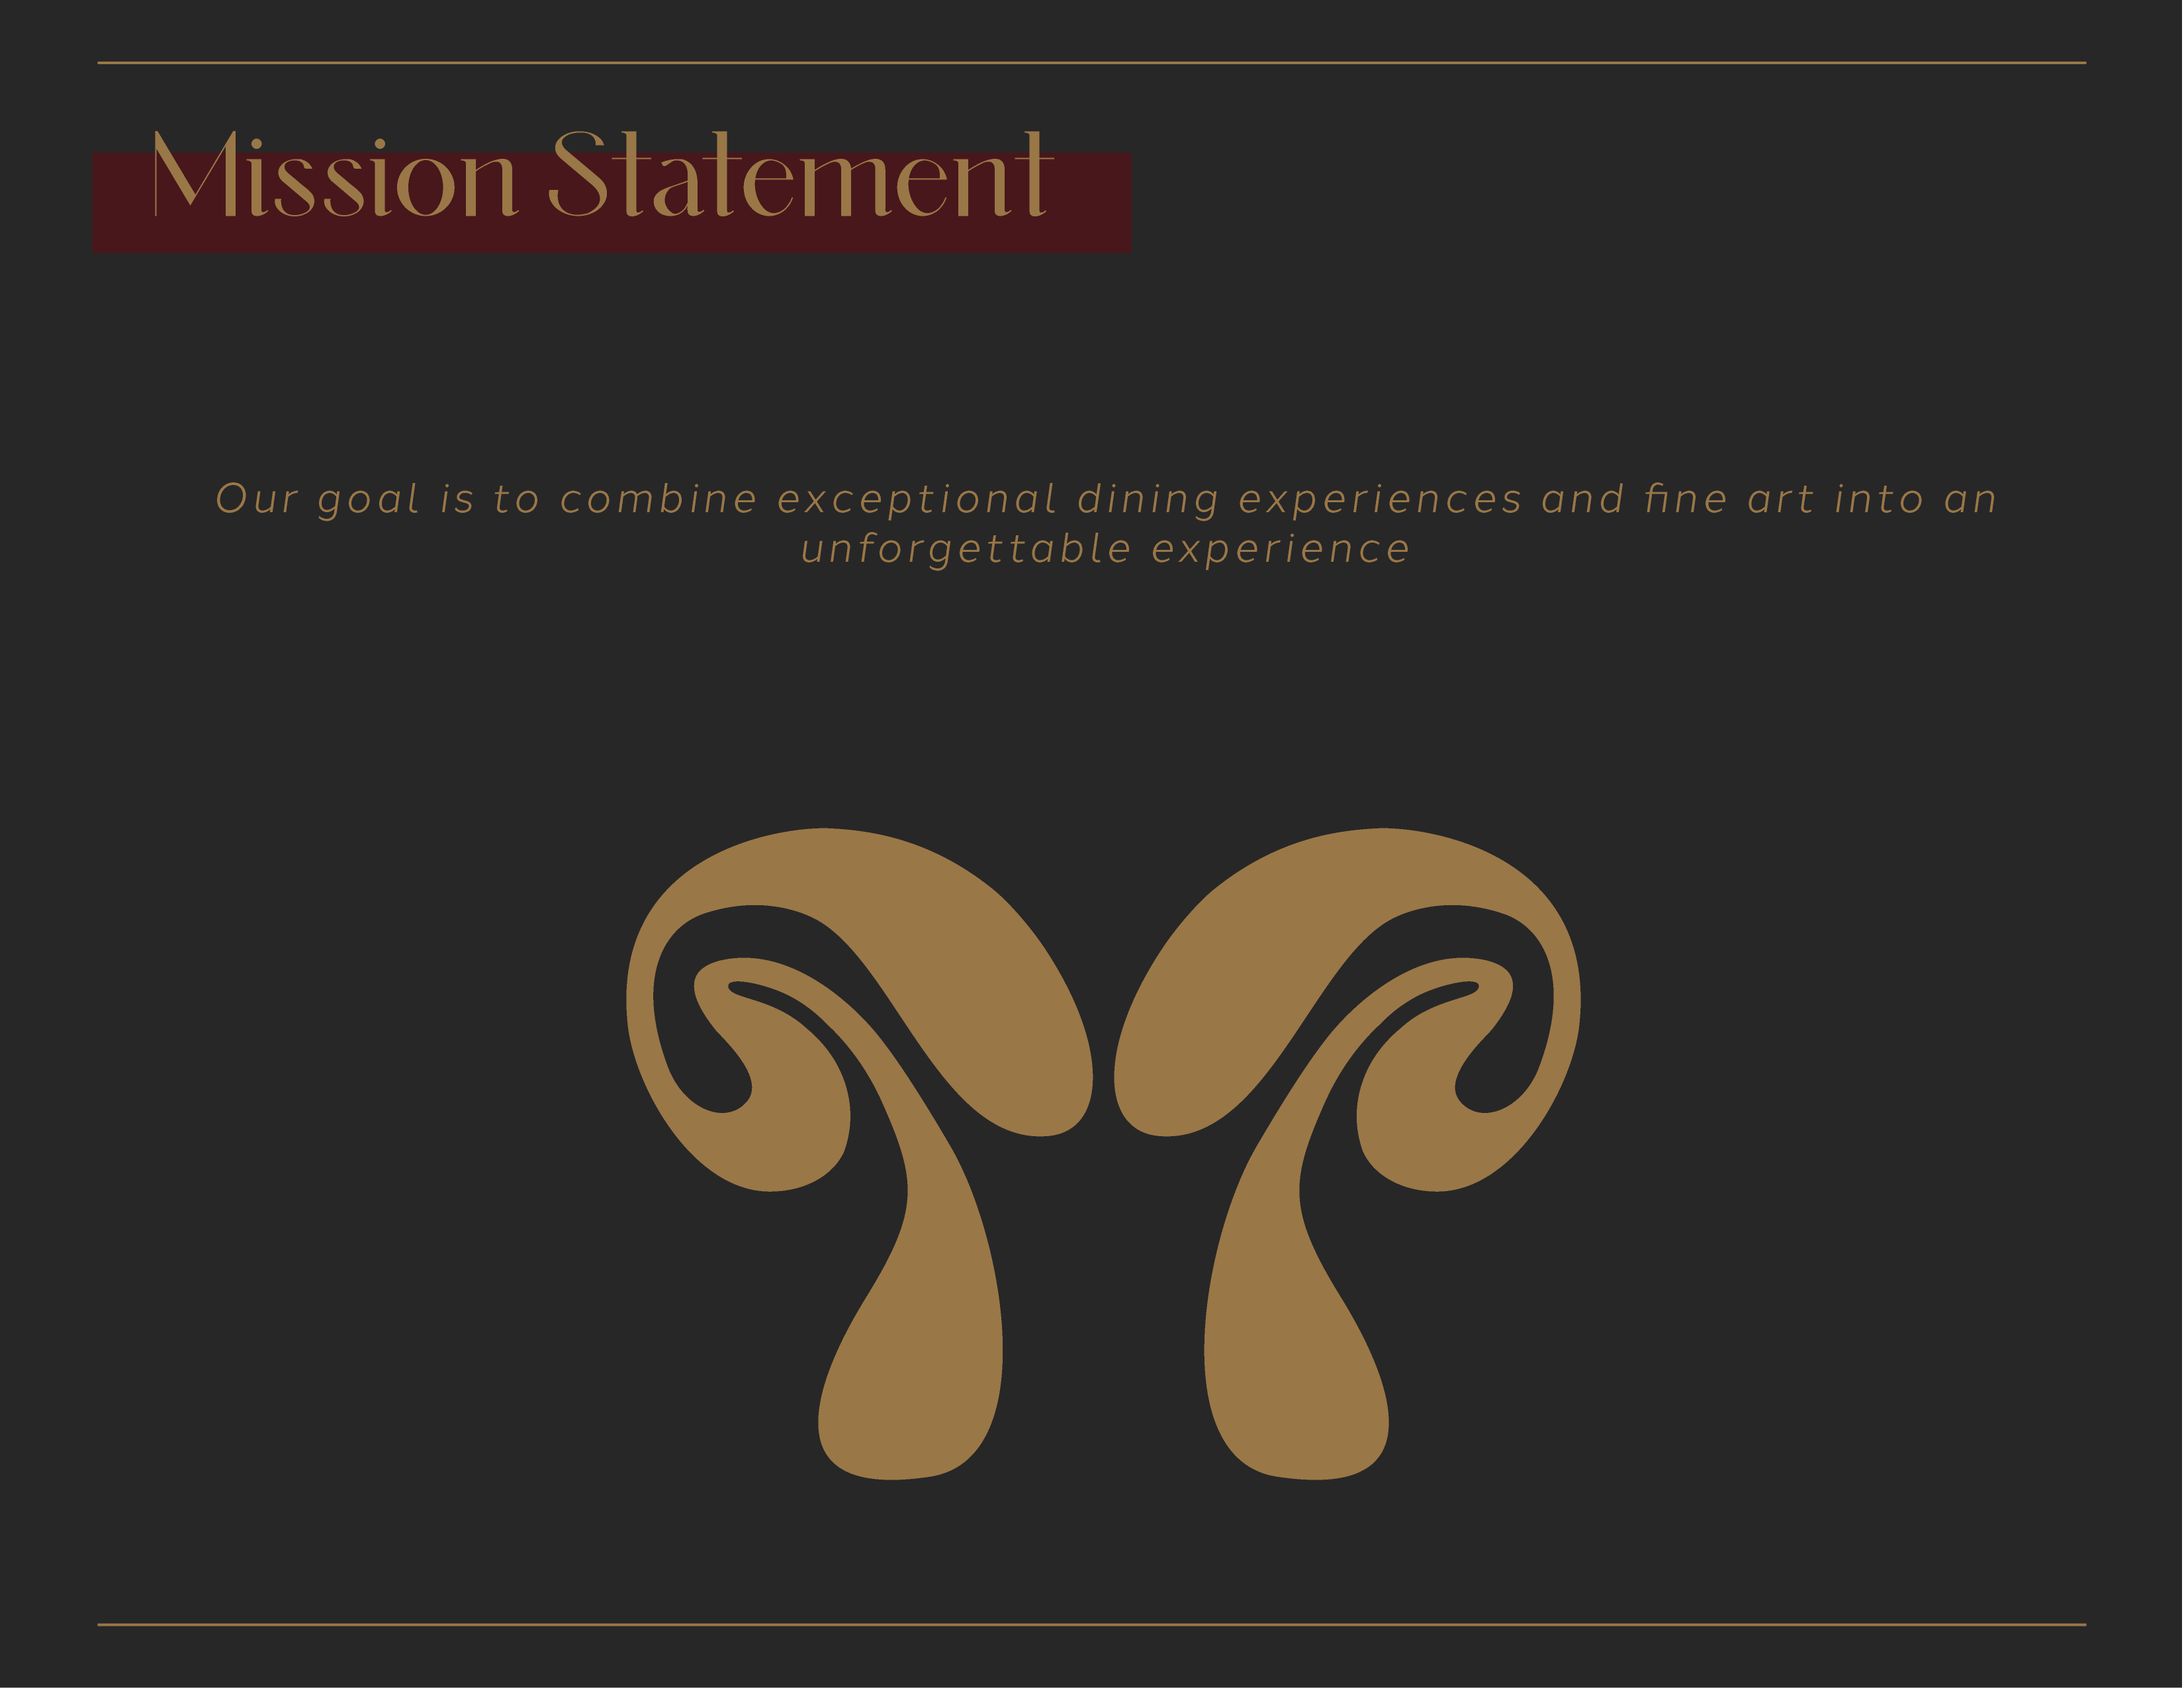 Mission Statement
Our goal is to combine exceptional dining experiences and fine art into an
unforgettable experience